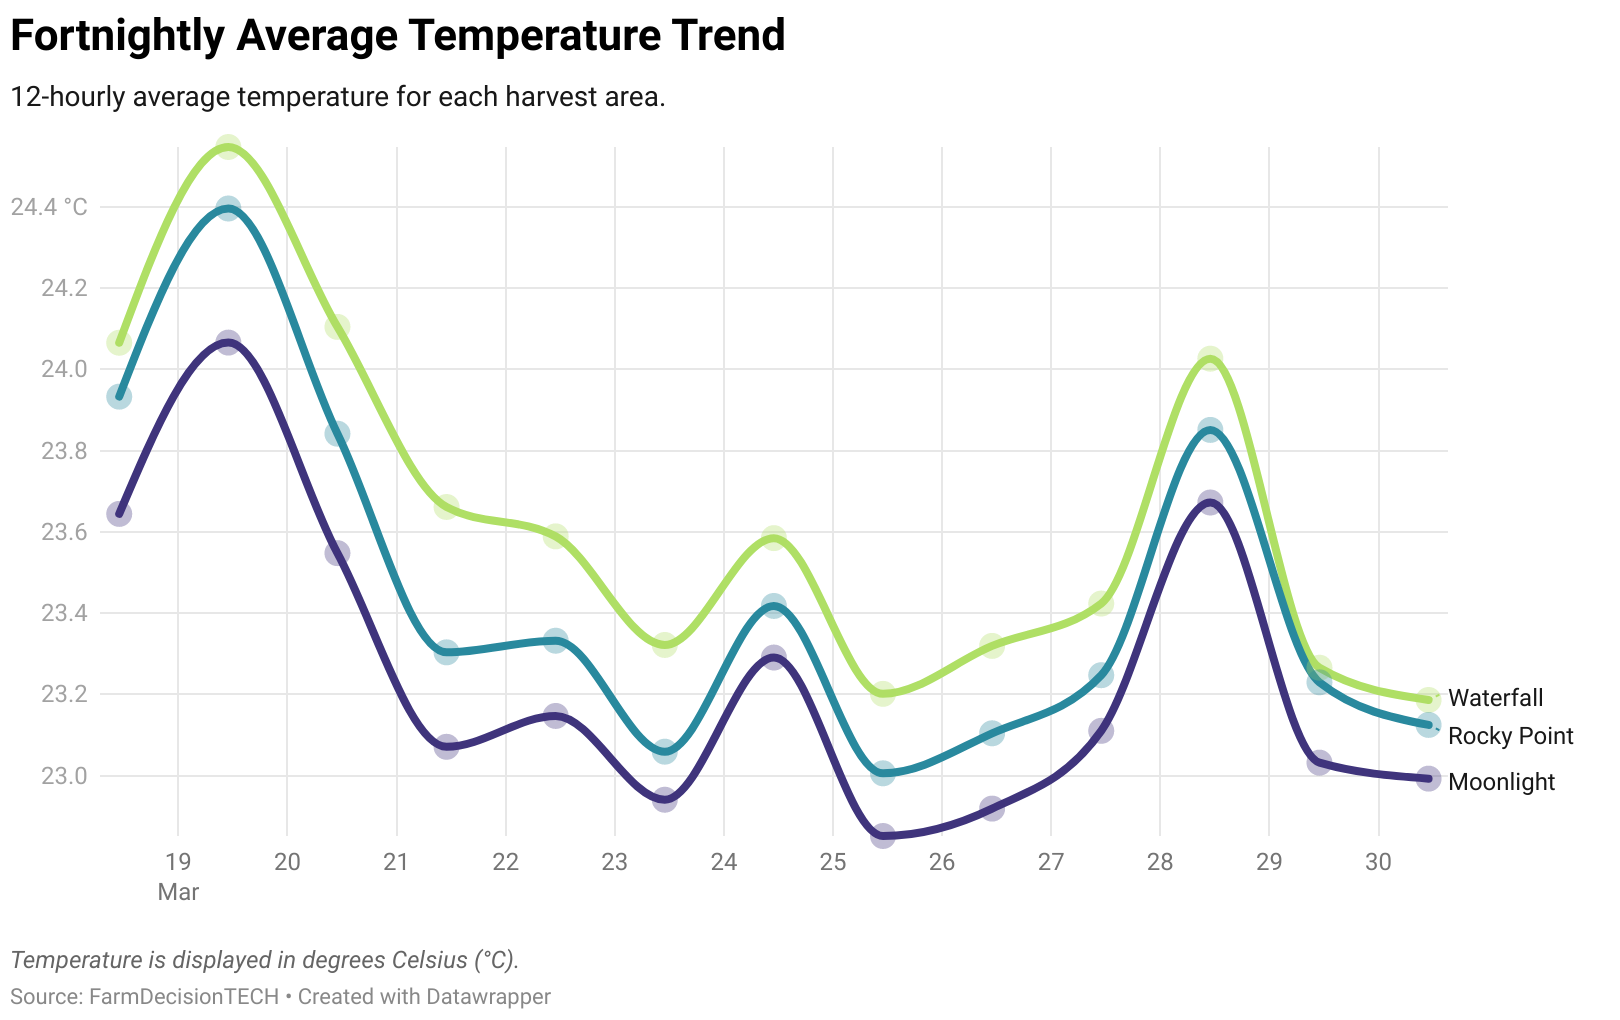 Fortnightly Average Temperature Trend
12-hourly average temperature for each harvest area.
24.4 °C
24.2
24.0
23.8
23.6
23.4
23.2
23.0
Waterfall
Rocky Point
Moonlight
19 20 21 22 23 24 25 26 27 28 29 30
Mar
Temperature is displayed in degrees Celsius (°C).
Source: FarmDecisionTECH • Created with Datawrapper